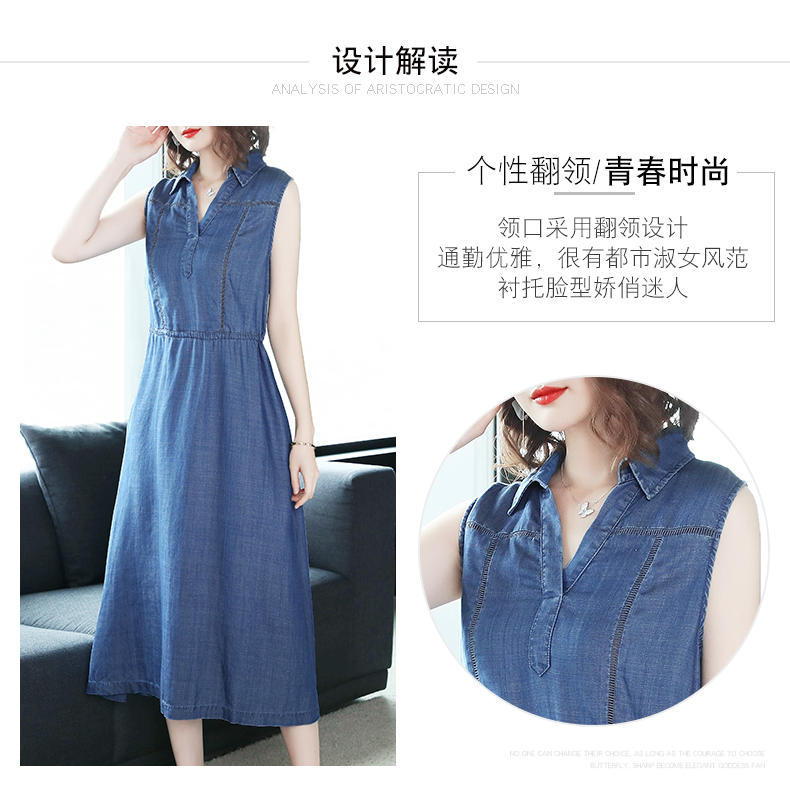 设计解读
ANALYSIS OF ARISTOCRATIC DESIGN
个性翻领/青春时尚
领口采用翻领设计
通勤优雅，很有都市淑女风范
衬托脸型娇俏迷人
NO ONE CAN CHANGE THEIR CHOICE, AS LONG AS THE COURAGE TO CHOOSE
BUTTERFLY, SHARP BECOME ELEGANT GODDESS FAN